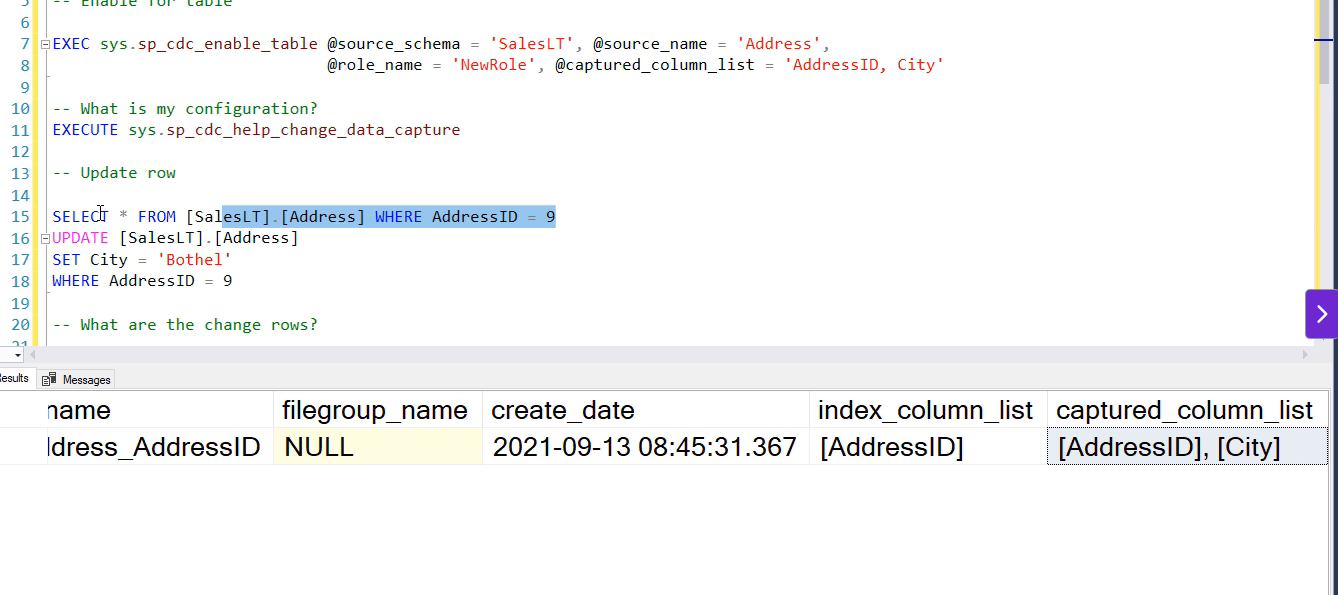 -- Enable for table
6
7 EXEC sys.sp_cdc_enable_table @source_schema = 'SalesLT', @source_name = 'Address',
8 @role_name = 'NewRole', @captured_column_list = 'AddressID, City'
9
10 -- What is my configuration?
11 EXECUTE sys.sp_cdc_help_change_data_capture
12
13 -- Update row
14
15 SELECT * FROM [SalesLT].[Address] WHERE AddressID = 9
16 UPDATE [SalesLT].[Address]
17 SET City = 'Bothel'
18 WHERE AddressID = 9
19
20 -- What are the change rows?
21
Results Messages
name filegroup_name create_date index_column_list captured_column_list
ddress_AddressID NULL 2021-09-13 08:45:31.367 [AddressID] [AddressID], [City]